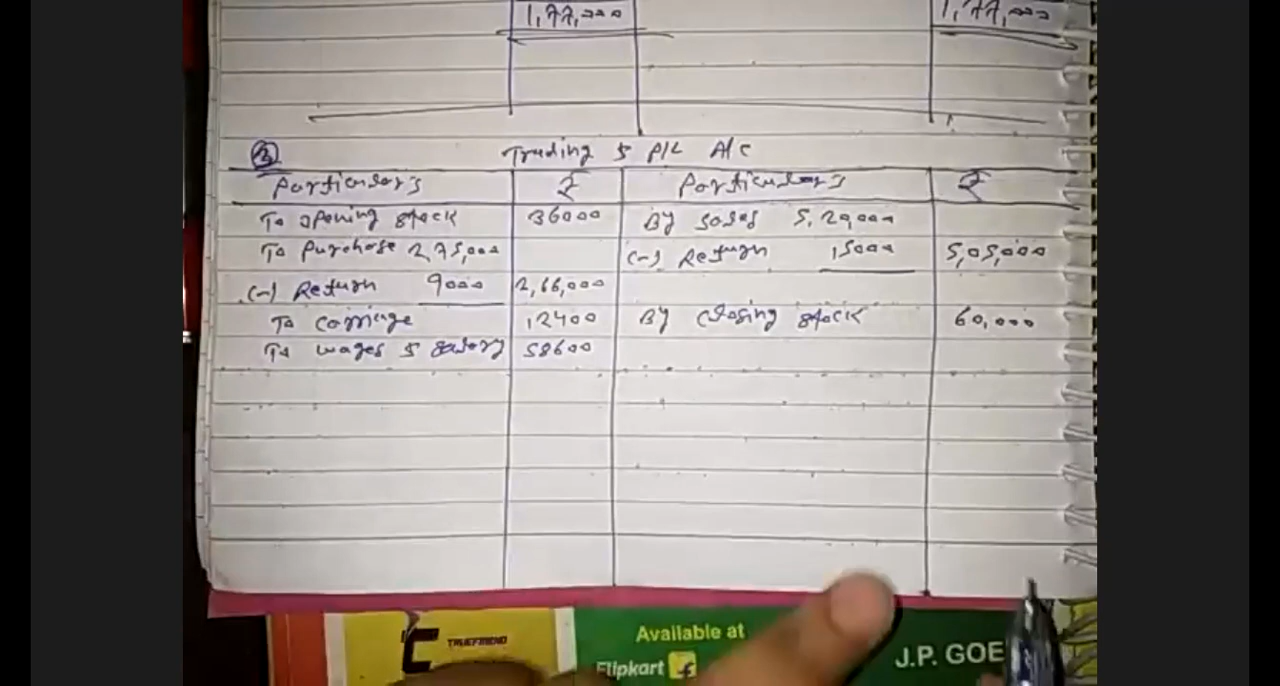 1,77,000 1,77,000
③ Trading & P/L A/C
Particulars ₹ Particulars ₹
To opening stock 36000 By sales 5,20,000
To purchase 2,75,000 (-) Return 15000 5,05,000
(-) Return 9000 2,66,000
To carriage 12400 By closing stock 60,000
To wages & salary 58600
TRUEFRIEND
Available at
Flipkart
J.P. GOE